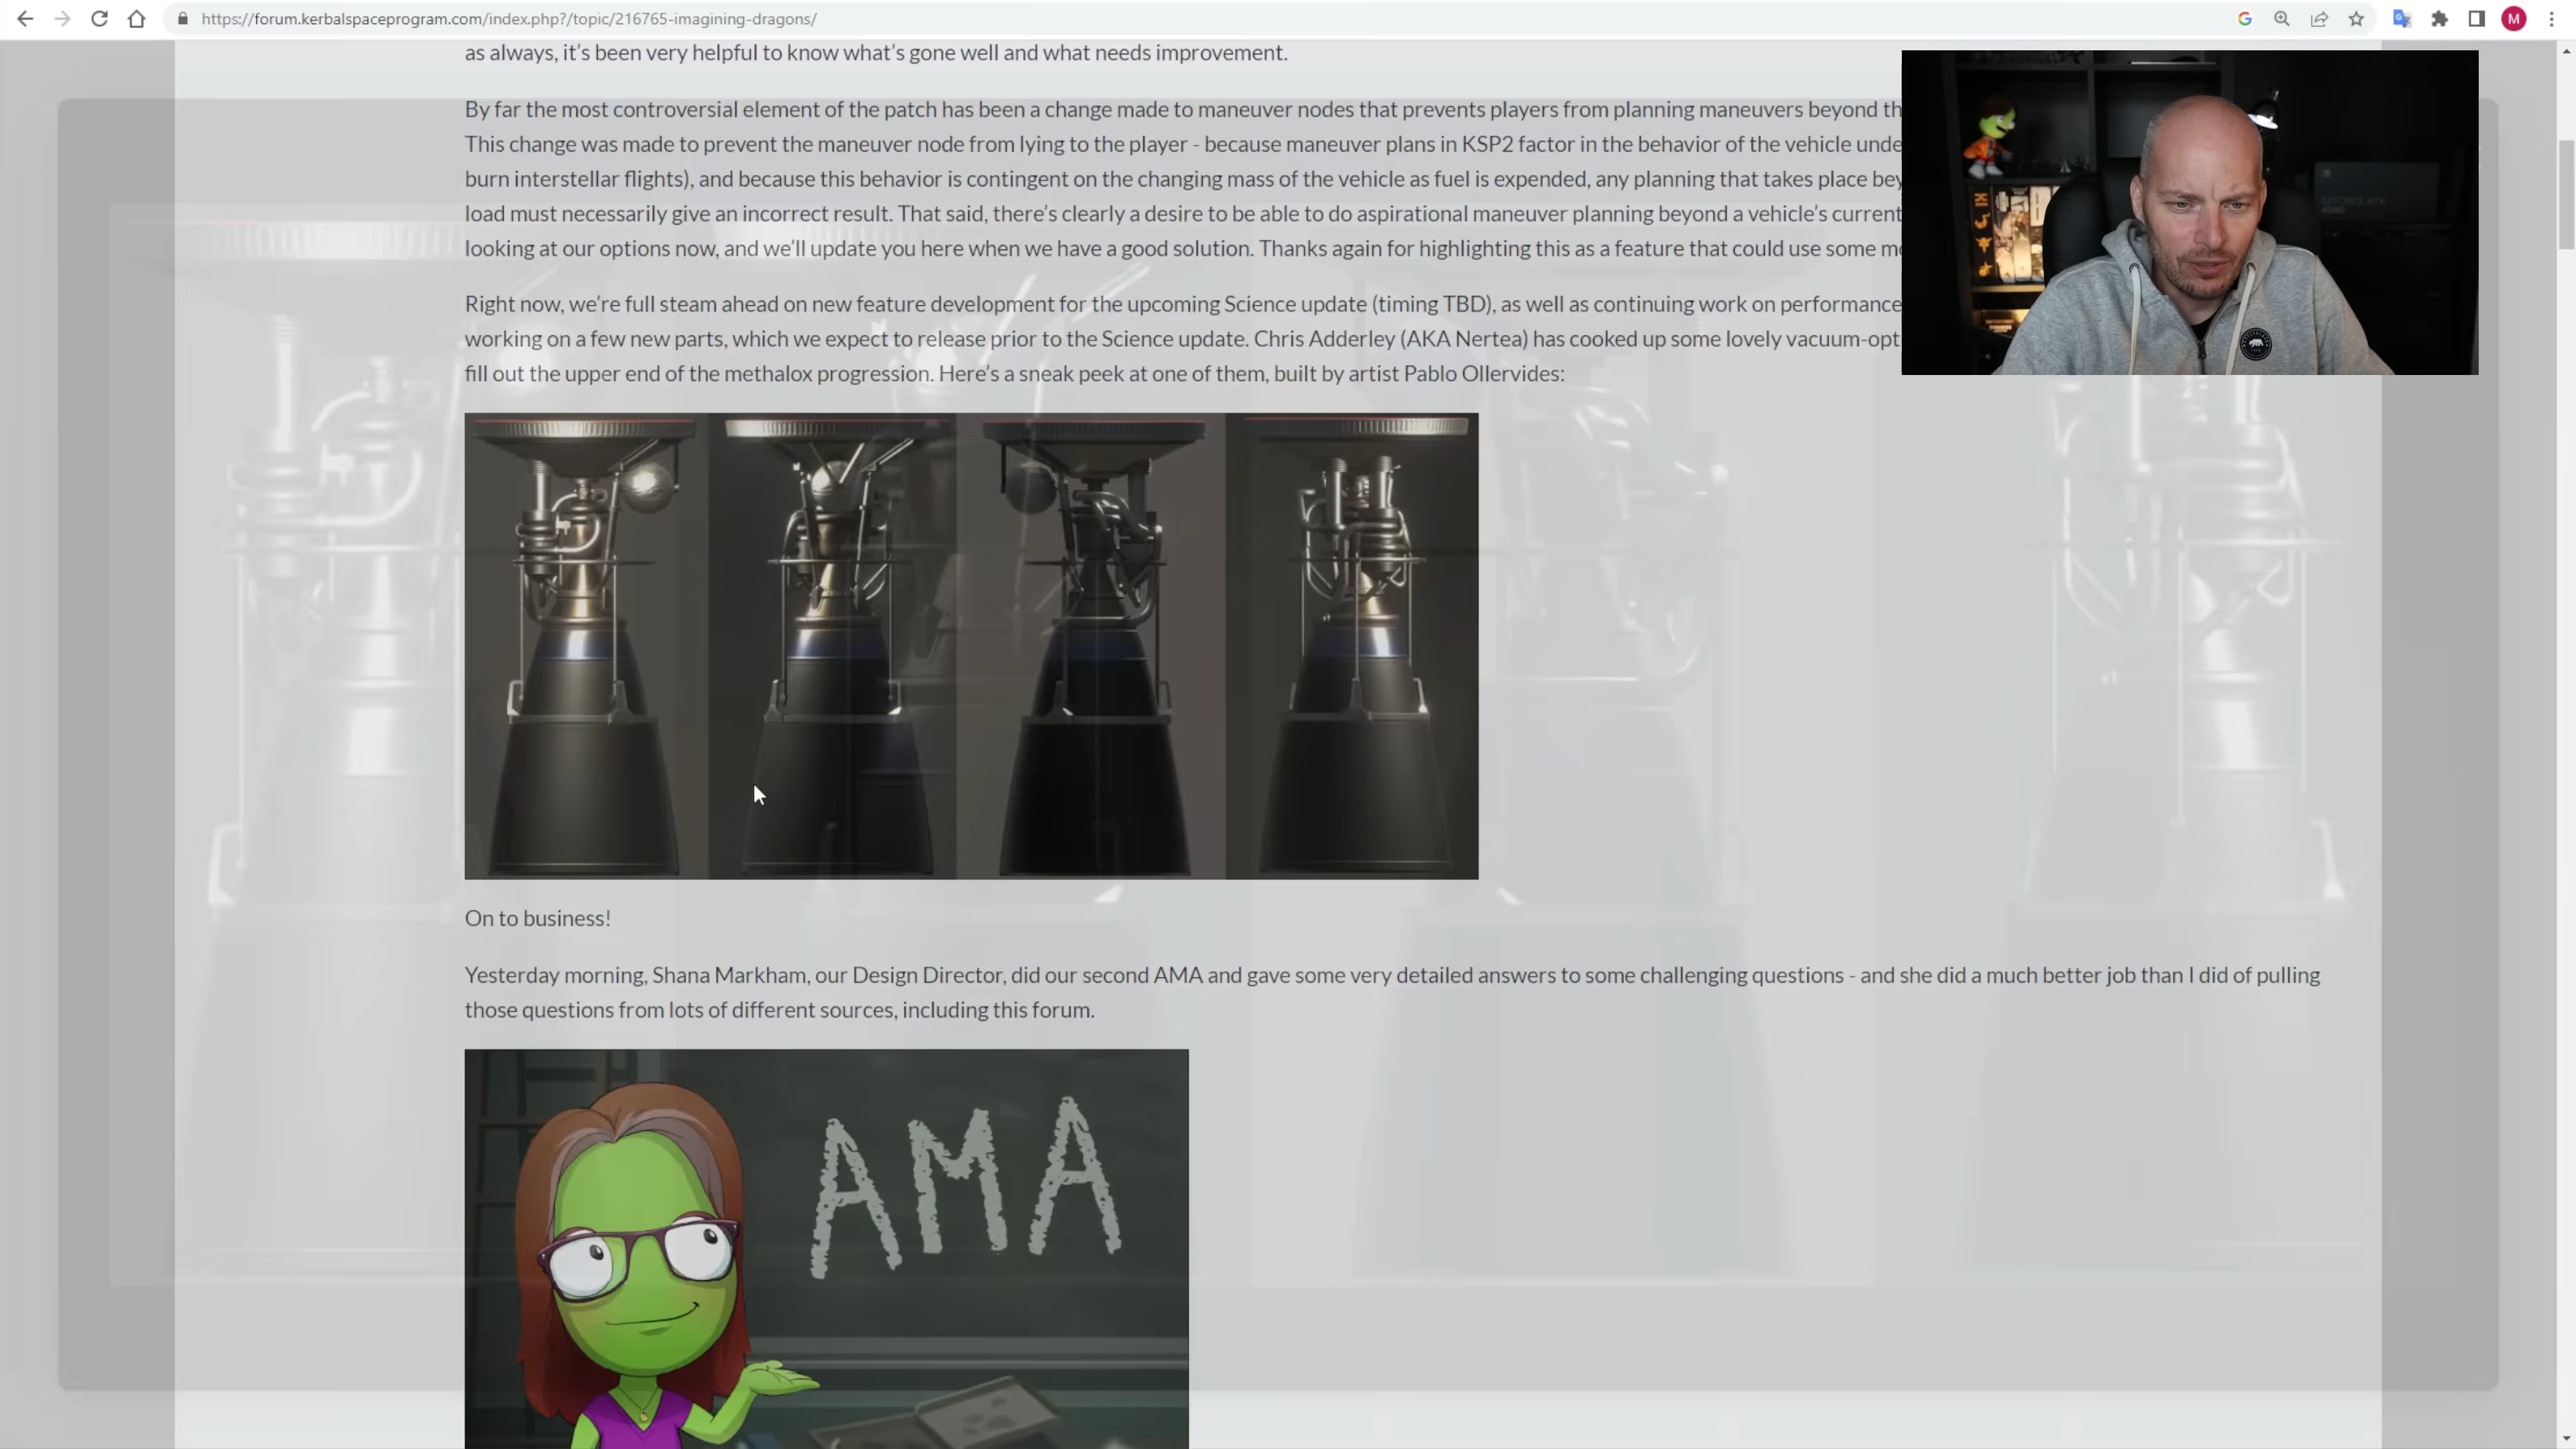 https://forum.kerbalspaceprogram.com/index.php?/topic/216765-imagining-dragons/
M
as always, it's been very helpful to know what's gone well and what needs improvement.
By far the most controversial element of the patch has been a change made to maneuver nodes that prevents players from planning maneuvers beyond th
This change was made to prevent the maneuver node from lying to the player - because maneuver plans in KSP2 factor in the behavior of the vehicle unde
burn interstellar flights), and because this behavior is contingent on the changing mass of the vehicle as fuel is expended, any planning that takes place bey
load must necessarily give an incorrect result. That said, there's clearly a desire to be able to do aspirational maneuver planning beyond a vehicle's current
looking at our options now, and we'll update you here when we have a good solution. Thanks again for highlighting this as a feature that could use some mo
Right now, we're full steam ahead on new feature development for the upcoming Science update (timing TBD), as well as continuing work on performance
working on a few new parts, which we expect to release prior to the Science update. Chris Adderley (AKA Nertea) has cooked up some lovely vacuum-opt
fill out the upper end of the methalox progression. Here's a sneak peek at one of them, built by artist Pablo Ollervides:
GEFORCE RTX
4090
On to business!
Yesterday morning, Shana Markham, our Design Director, did our second AMA and gave some very detailed answers to some challenging questions - and she did a much better job than I did of pulling
those questions from lots of different sources, including this forum.
AMA